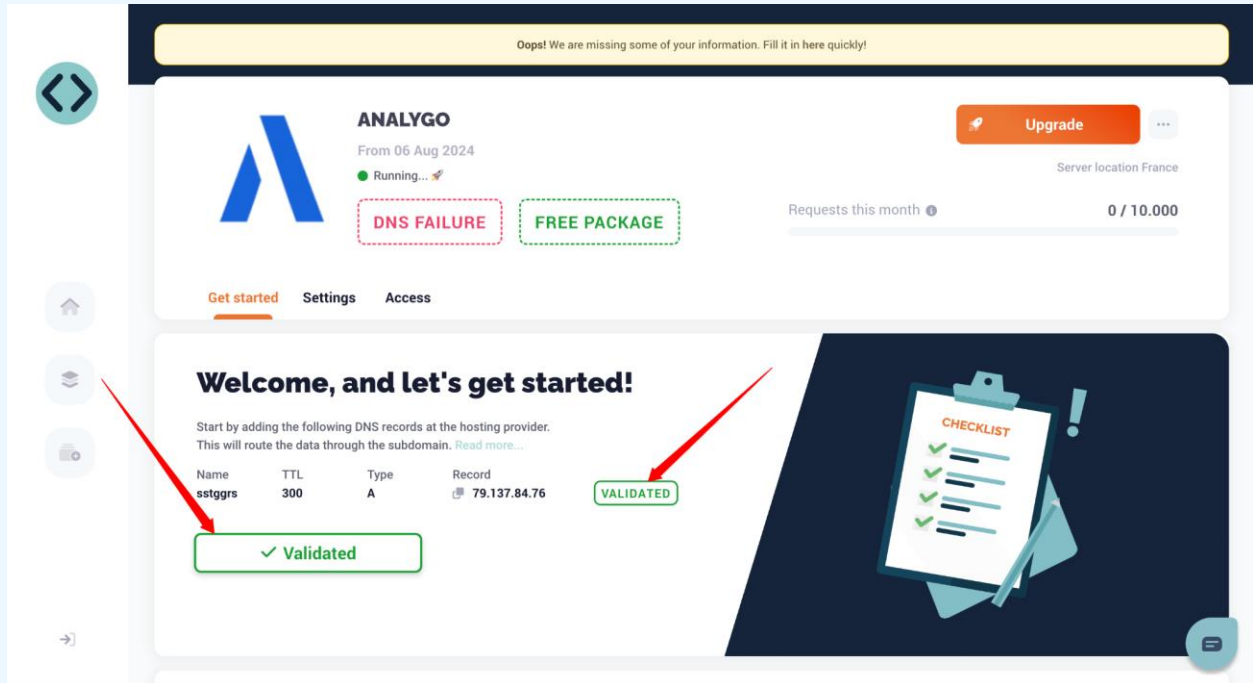 Oops! We are missing some of your information. Fill it in here quickly!
ANALYGO
From 06 Aug 2024
Running...
DNS FAILURE
FREE PACKAGE
Upgrade
...
Server location France
Requests this month
0 / 10.000
Get started
Settings
Access
Welcome, and let's get started!
Start by adding the following DNS records at the hosting provider.
This will route the data through the subdomain. Read more...
Name TTL Type Record
sstggrs 300 A 79.137.84.76 VALIDATED
Validated
CHECKLIST